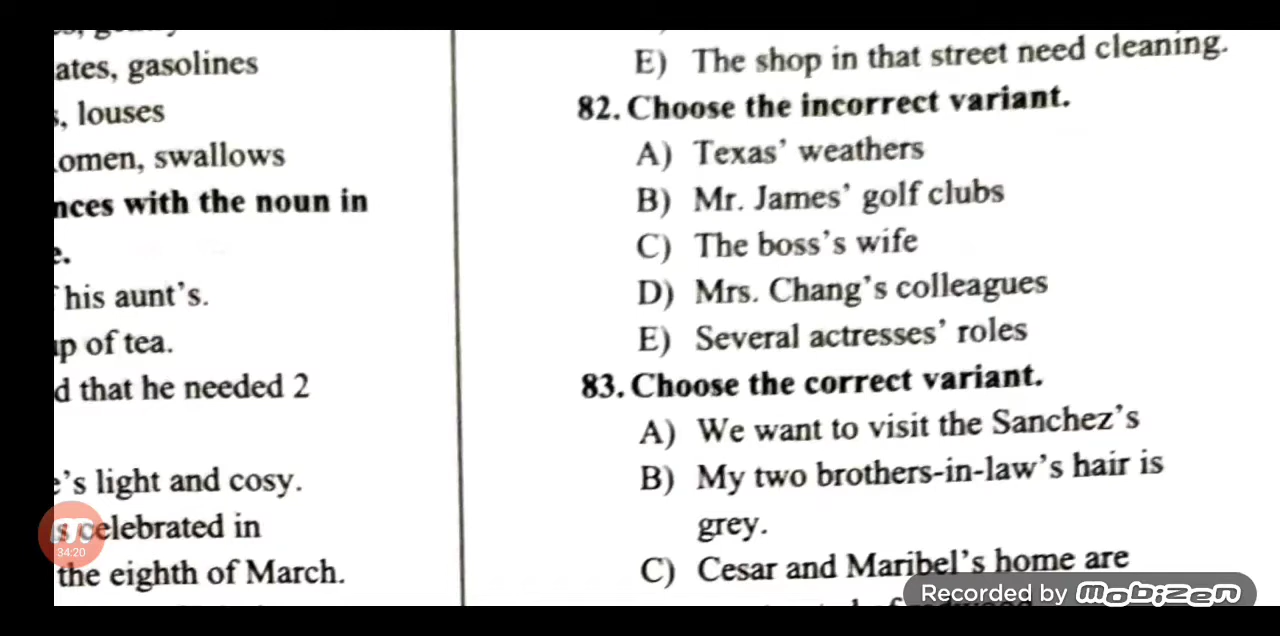 ates, gasolines
, louses
omen, swallows
nces with the noun in
e.
his aunt's.
p of tea.
d that he needed 2
e's light and cosy.
s celebrated in
the eighth of March.
E) The shop in that street need cleaning.
82. Choose the incorrect variant.
A) Texas' weathers
B) Mr. James' golf clubs
C) The boss's wife
D) Mrs. Chang's colleagues
E) Several actresses' roles
83. Choose the correct variant.
A) We want to visit the Sanchez's
B) My two brothers-in-law's hair is
grey.
C) Cesar and Maribel's home are
34:20
Recorded by Mobizen